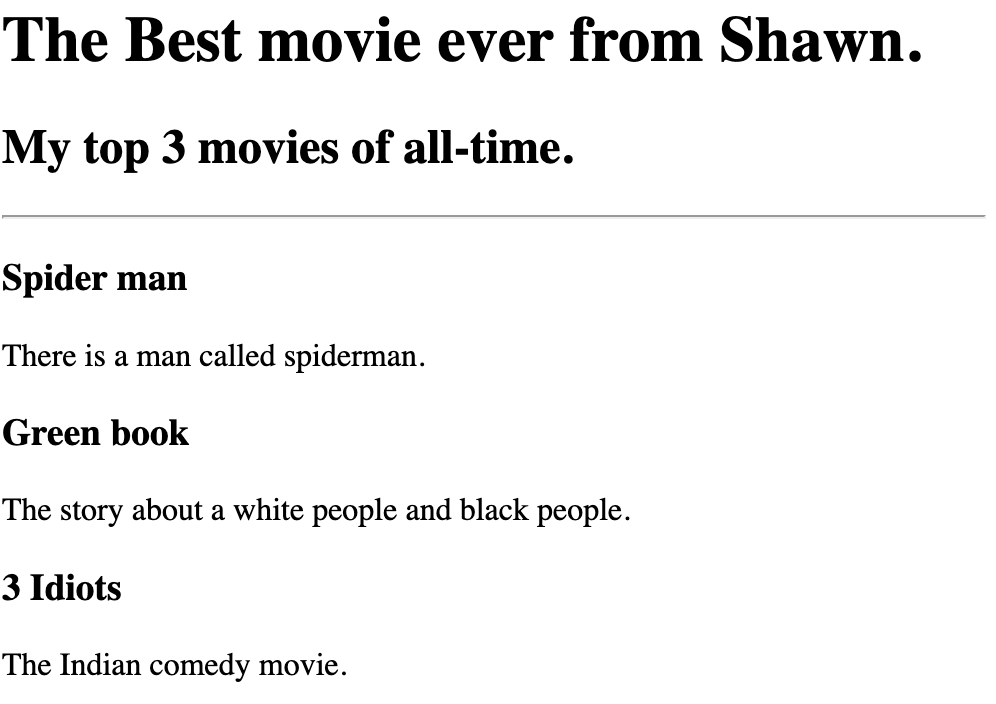 The Best movie ever from Shawn.
My top 3 movies of all-time.
Spider man
There is a man called spiderman.
Green book
The story about a white people and black people.
3 Idiots
The Indian comedy movie.